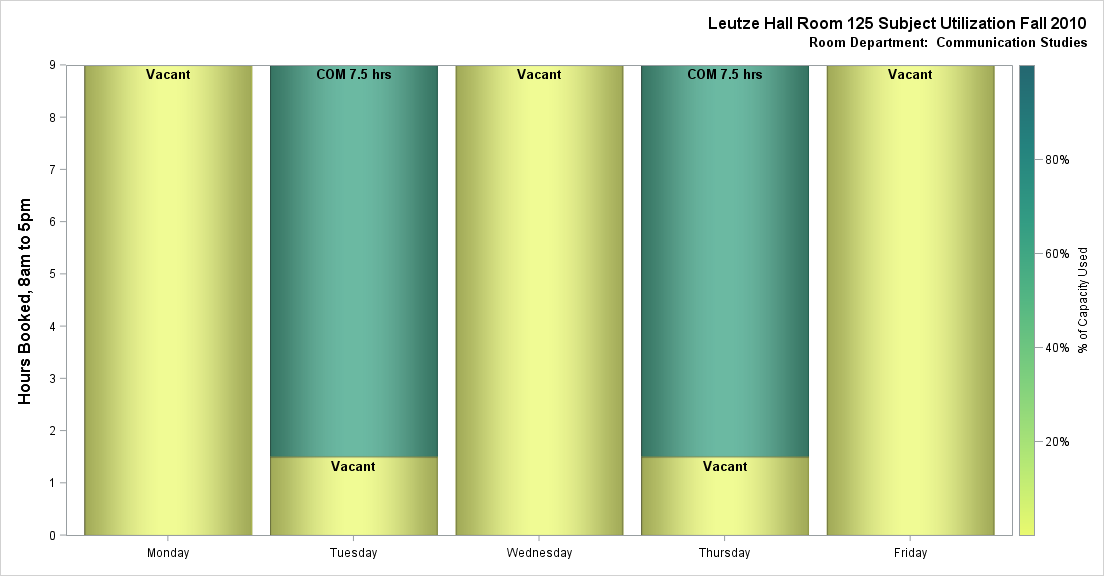 Leutze Hall Room 125 Subject Utilization Fall 2010
Room Department:  Communication Studies
Hours Booked, 8am to 5pm
9
8
7
6
5
4
3
2
1
0
Vacant
COM 7.5 hrs
Vacant
COM 7.5 hrs
Vacant
Vacant
Vacant
Monday
Tuesday
Wednesday
Thursday
Friday
80%
60%
40%
20%
% of Capacity Used